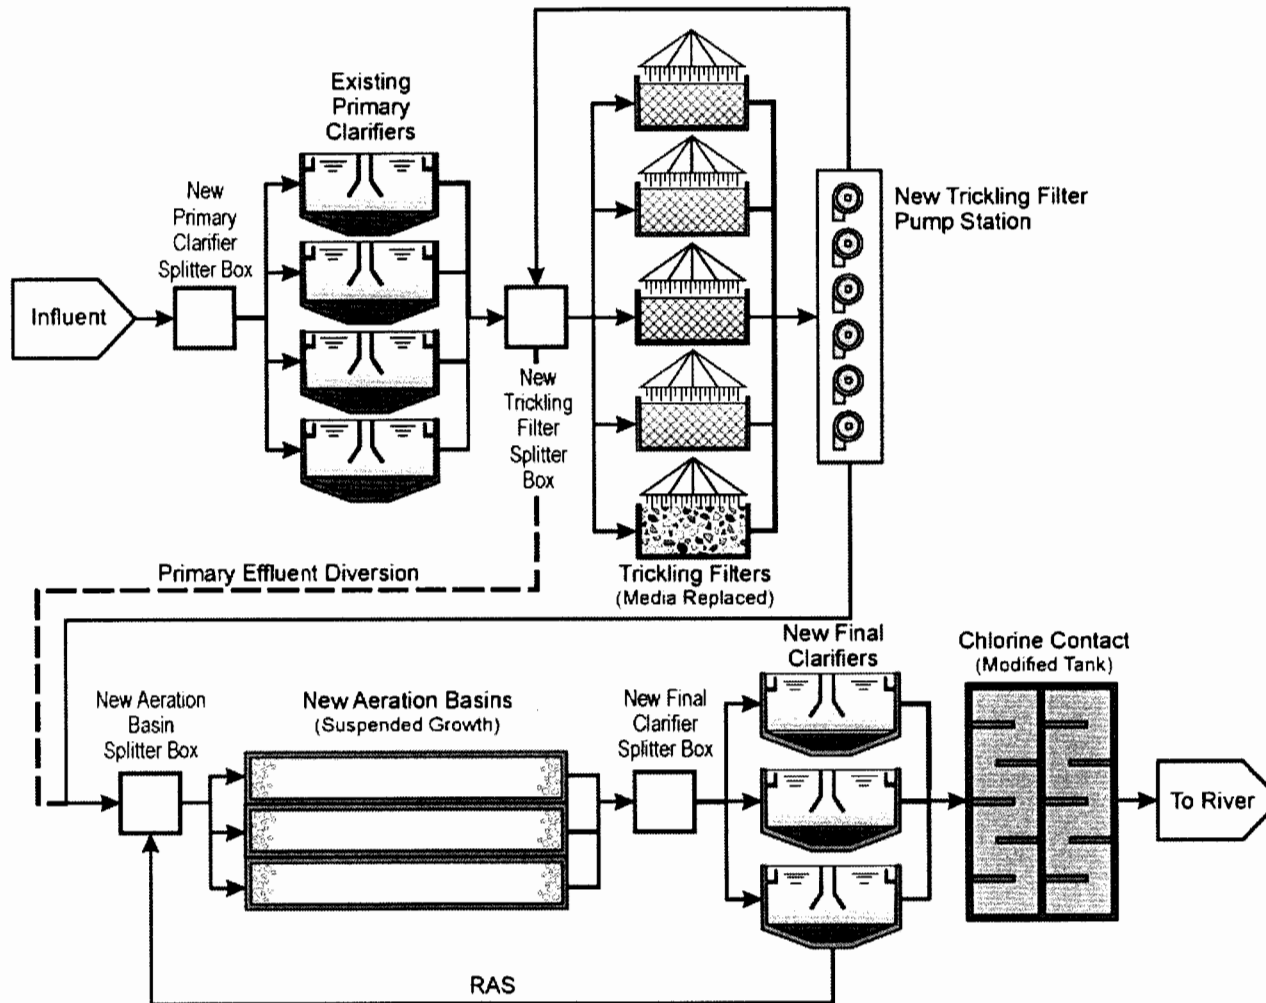 Existing
Primary
Clarifiers
New
Primary
Clarifier
Splitter Box
Influent
New
Trickling
Filter
Splitter
Box
New Trickling Filter
Pump Station
Trickling Filters
(Media Replaced)
Primary Effluent Diversion
New Aeration
Basin
Splitter Box
New Aeration Basins
(Suspended Growth)
New Final
Clarifier
Splitter Box
New Final
Clarifiers
Chlorine Contact
(Modified Tank)
To River
RAS